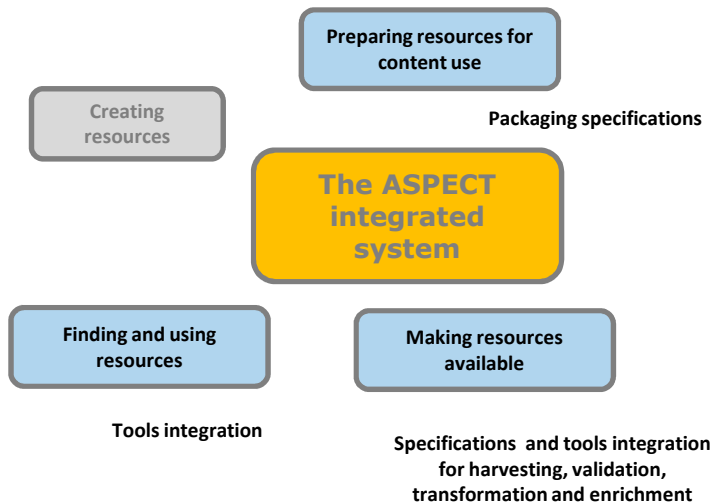 Preparing resources for
content use
Creating
resources
Packaging specifications
The ASPECT
integrated
system
Finding and using
resources
Making resources
available
Tools integration
Specifications and tools integration
for harvesting, validation,
transformation and enrichment